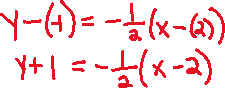 y-(-1) = -1/2(x-(2))
y+1 = -1/2(x-2)